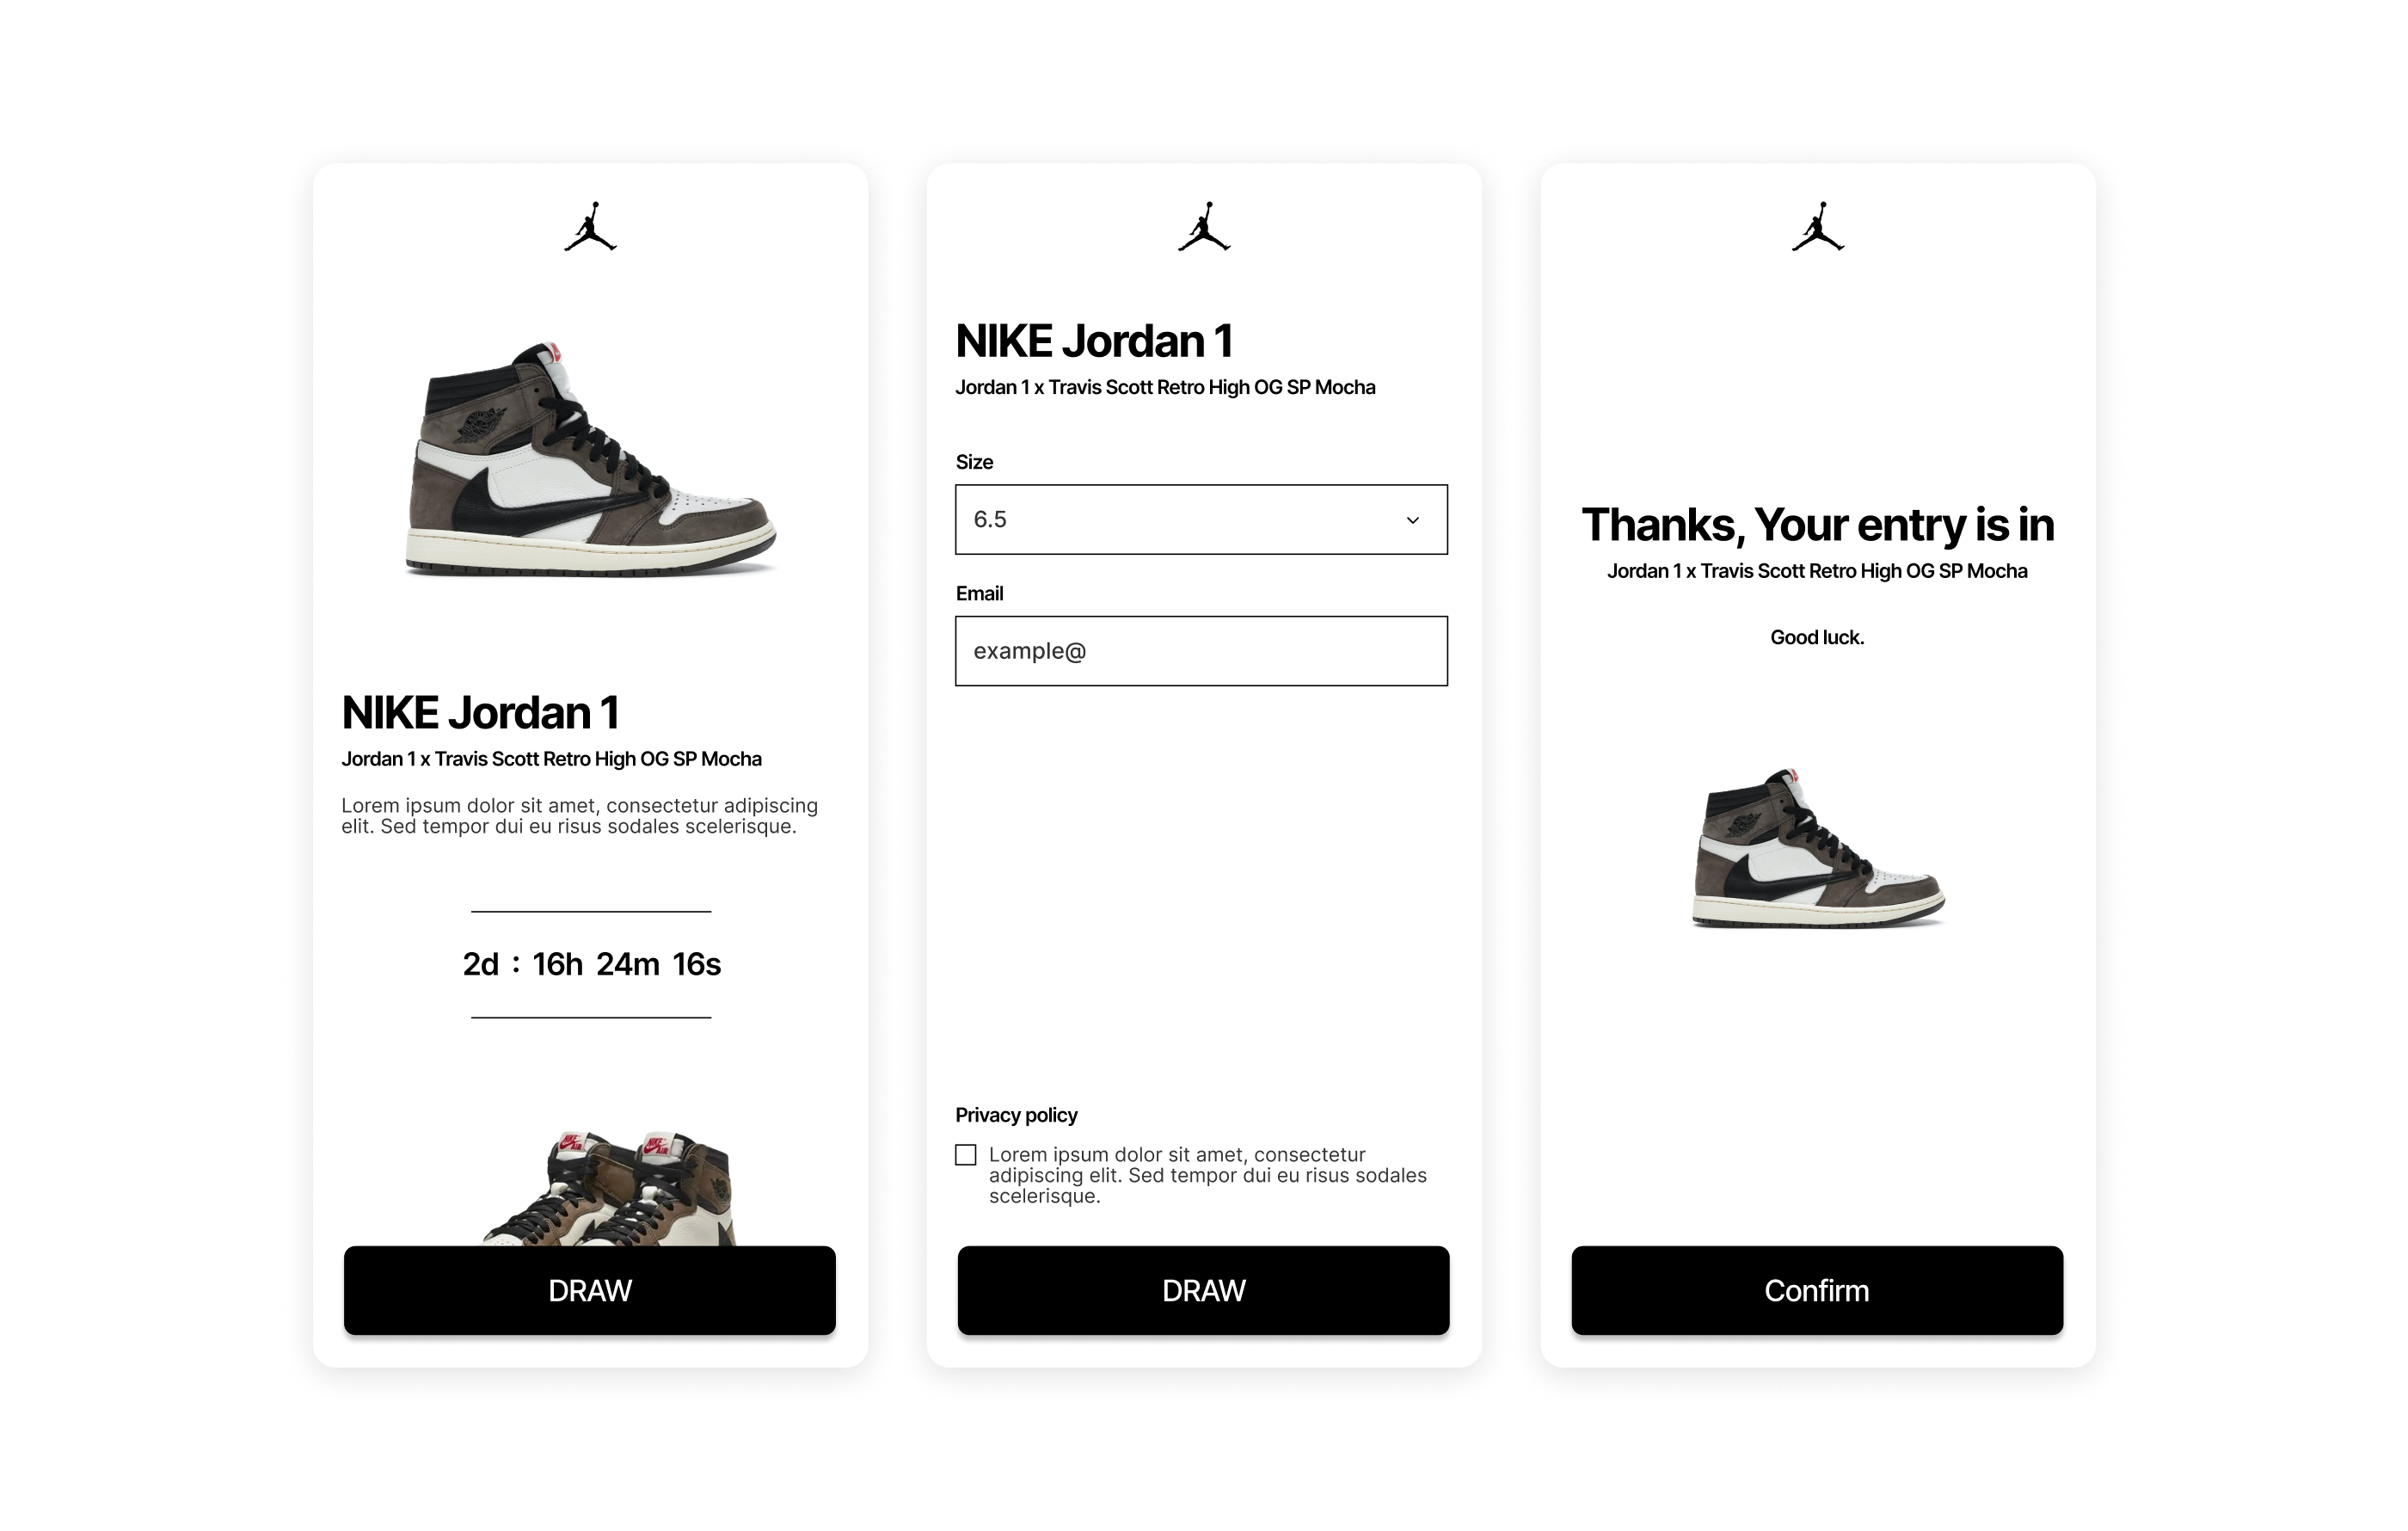 NIKE Jordan 1
Jordan 1 x Travis Scott Retro High OG SP Mocha
Lorem ipsum dolor sit amet, consectetur adipiscing
elit. Sed tempor dui eu risus sodales scelerisque.
2d : 16h 24m 16s
NIKE
AIR
NIKE
AIR
DRAW
NIKE Jordan 1
Jordan 1 x Travis Scott Retro High OG SP Mocha
Size
6.5
Email
example@
Privacy policy
Lorem ipsum dolor sit amet, consectetur
adipiscing elit. Sed tempor dui eu risus sodales
scelerisque.
DRAW
Thanks, Your entry is in
Jordan 1 x Travis Scott Retro High OG SP Mocha
Good luck.
Confirm